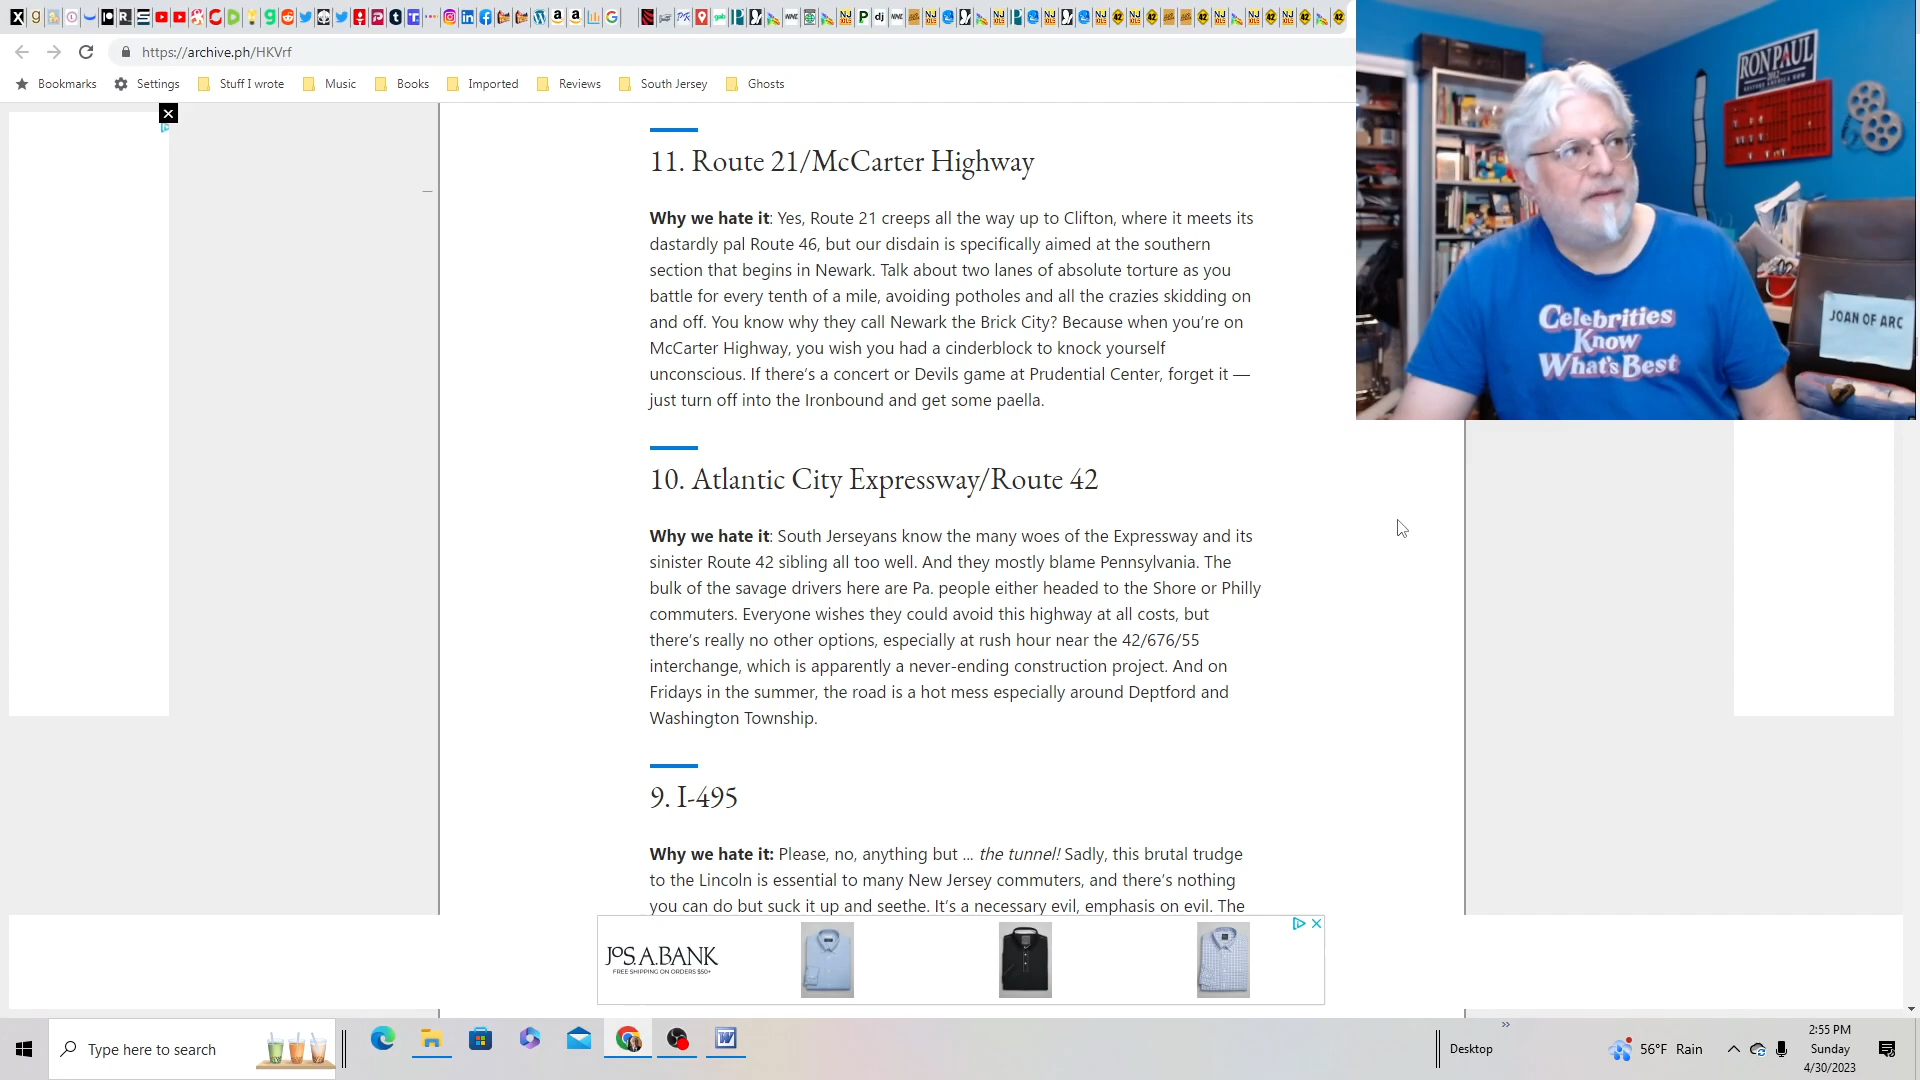 https://archive.ph/HKVrf
Bookmarks Settings Stuff I wrote Music Books Imported Reviews South Jersey Ghosts
11. Route 21/McCarter Highway
Why we hate it: Yes, Route 21 creeps all the way up to Clifton, where it meets its
dastardly pal Route 46, but our disdain is specifically aimed at the southern
section that begins in Newark. Talk about two lanes of absolute torture as you
battle for every tenth of a mile, avoiding potholes and all the crazies skidding on
and off. You know why they call Newark the Brick City? Because when you’re on
McCarter Highway, you wish you had a cinderblock to knock yourself
unconscious. If there’s a concert or Devils game at Prudential Center, forget it —
just turn off into the Ironbound and get some paella.
10. Atlantic City Expressway/Route 42
Why we hate it: South Jerseyans know the many woes of the Expressway and its
sinister Route 42 sibling all too well. And they mostly blame Pennsylvania. The
bulk of the savage drivers here are Pa. people either headed to the Shore or Philly
commuters. Everyone wishes they could avoid this highway at all costs, but
there’s really no other options, especially at rush hour near the 42/676/55
interchange, which is apparently a never-ending construction project. And on
Fridays in the summer, the road is a hot mess especially around Deptford and
Washington Township.
9. I-495
Why we hate it: Please, no, anything but ... the tunnel! Sadly, this brutal trudge
to the Lincoln is essential to many New Jersey commuters, and there’s nothing
you can do but suck it up and seethe. It’s a necessary evil, emphasis on evil. The
JOS. A. BANK
FREE SHIPPING ON ORDERS $50+
RON PAUL
2012
Celebrities
Know
What's Best
JOAN OF ARC
Type here to search
Desktop
56°F Rain
2:55 PM
Sunday
4/30/2023